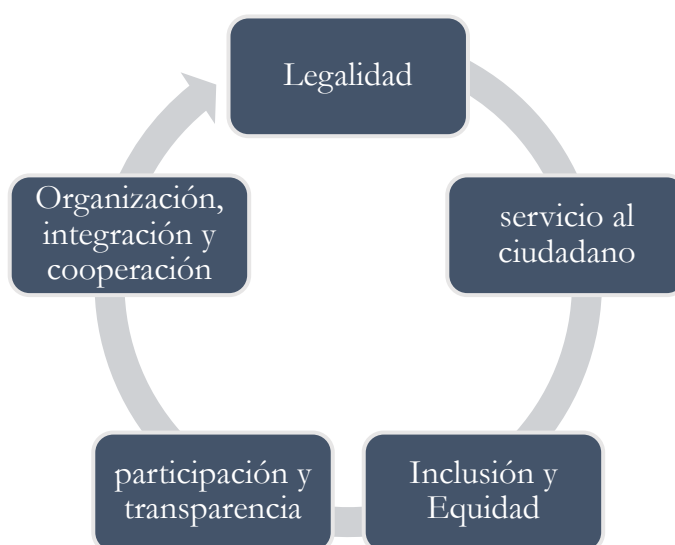 Legalidad
servicio al
ciudadano
Inclusión y
Equidad
participación y
transparencia
Organización,
integración y
cooperación